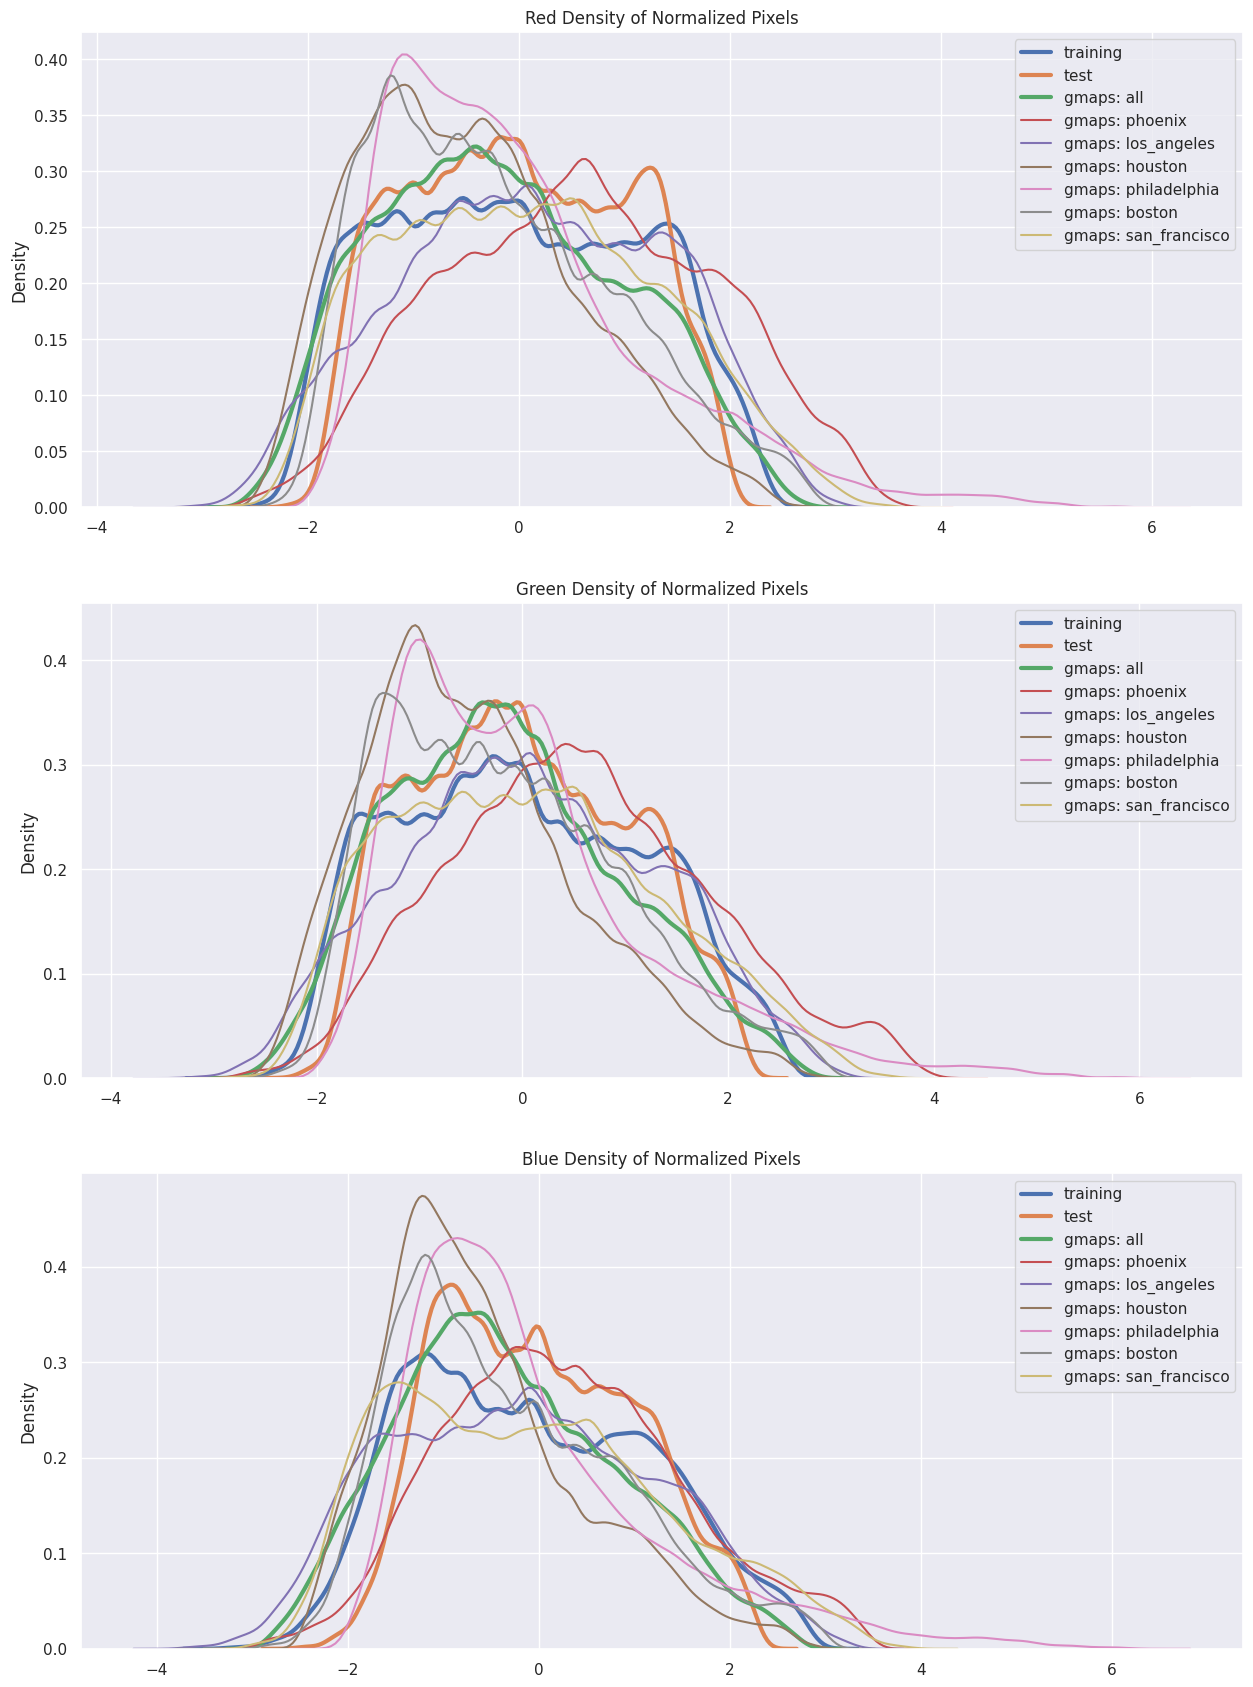 Red Density of Normalized Pixels
training
test
gmaps: all
gmaps: phoenix
gmaps: los_angeles
gmaps: houston
gmaps: philadelphia
gmaps: boston
gmaps: san_francisco
Density
0.40
0.35
0.30
0.25
0.20
0.15
0.10
0.05
0.00
−4 −2 0 2 4 6
Green Density of Normalized Pixels
training
test
gmaps: all
gmaps: phoenix
gmaps: los_angeles
gmaps: houston
gmaps: philadelphia
gmaps: boston
gmaps: san_francisco
Density
0.4
0.3
0.2
0.1
0.0
−4 −2 0 2 4 6
Blue Density of Normalized Pixels
training
test
gmaps: all
gmaps: phoenix
gmaps: los_angeles
gmaps: houston
gmaps: philadelphia
gmaps: boston
gmaps: san_francisco
Density
0.4
0.3
0.2
0.1
0.0
−4 −2 0 2 4 6